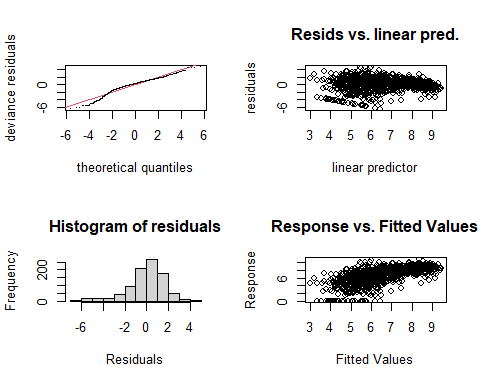 deviance residuals
0
-6
-6 -4 -2 0 2 4 6
theoretical quantiles
Resids vs. linear pred.
residuals
0
-6
3 4 5 6 7 8 9
linear predictor
Histogram of residuals
Frequency
200
0
-6 -2 0 2 4
Residuals
Response vs. Fitted Values
Response
6
0
3 4 5 6 7 8 9
Fitted Values